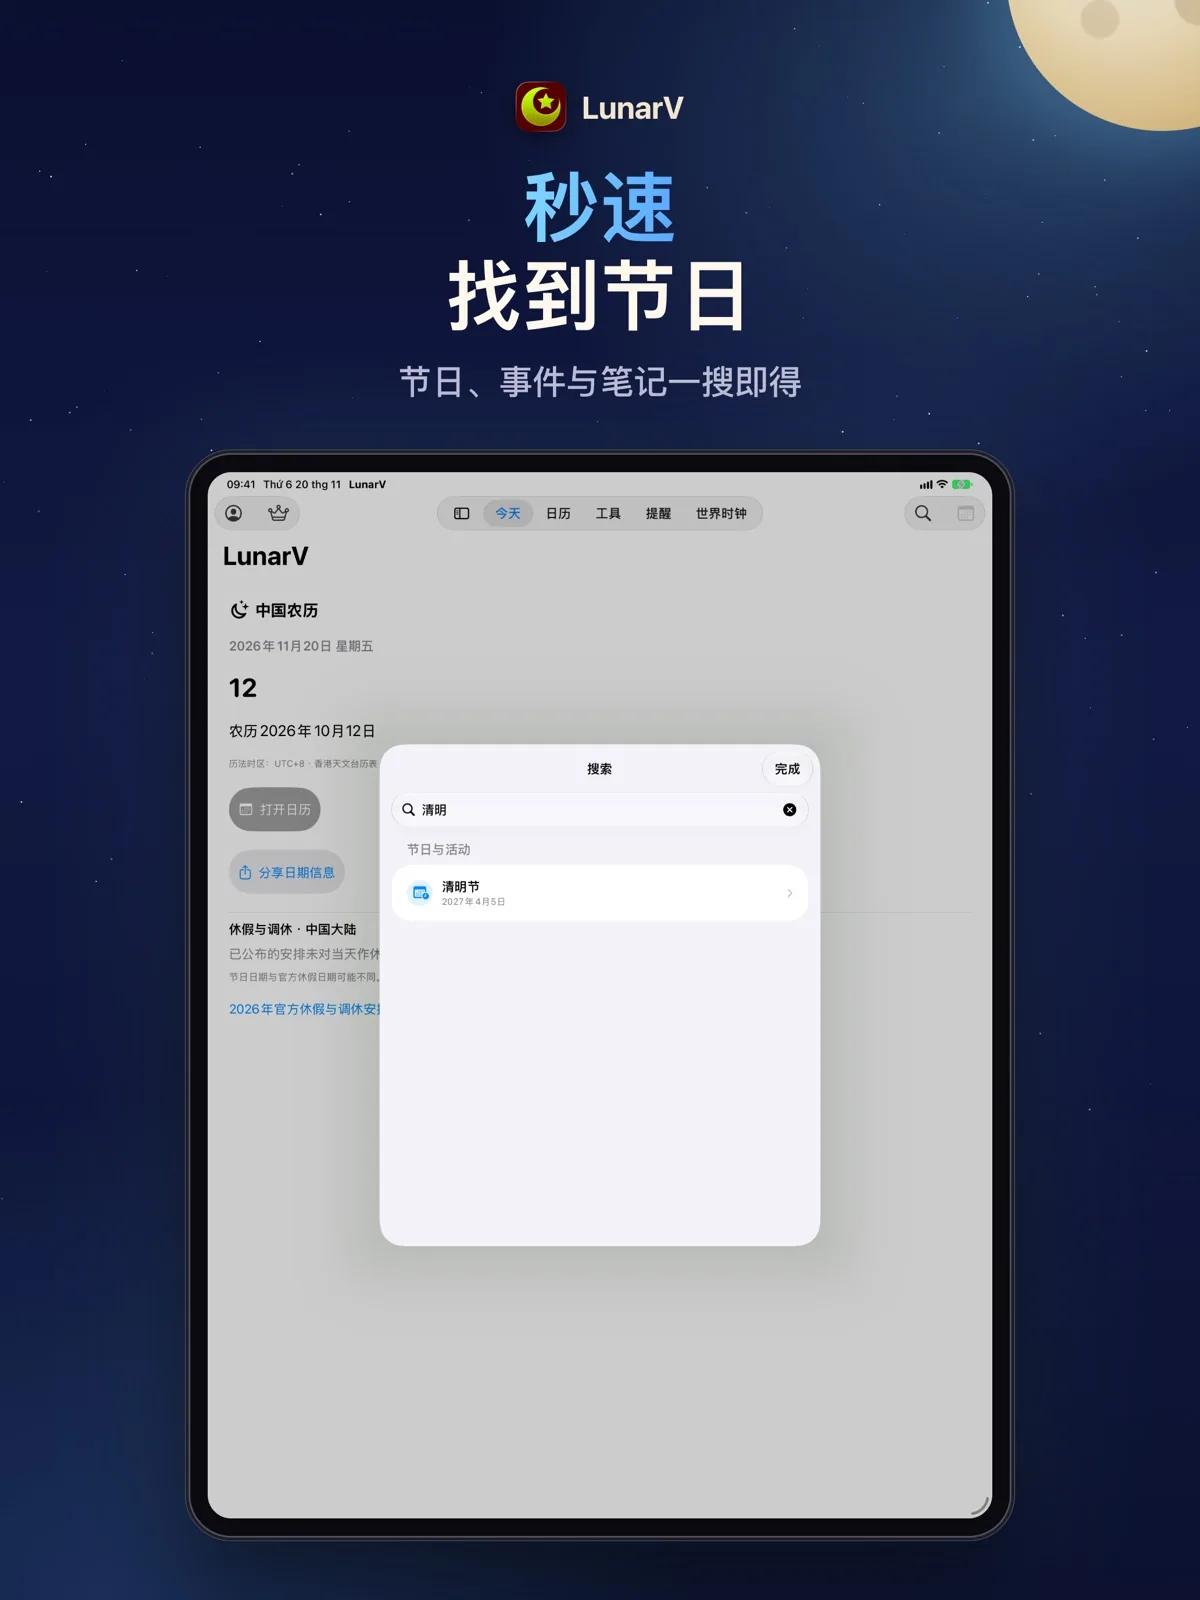 LunarV
秒速
找到节日
节日、事件与笔记一搜即得
09:41 Thứ 6 20 thg 11 LunarV
今天 日历 工具 提醒 世界时钟
LunarV
中国农历
2026年11月20日 星期五
12
农历2026年10月12日
历法时区：UTC+8 · 香港天文台历表
打开日历
分享日期信息
休假与调休 · 中国大陆
已公布的安排未对当天作休
节日日期与官方休假日期可能不同。
2026年官方休假与调休安
搜索
完成
清明
节日与活动
清明节
2027年4月5日